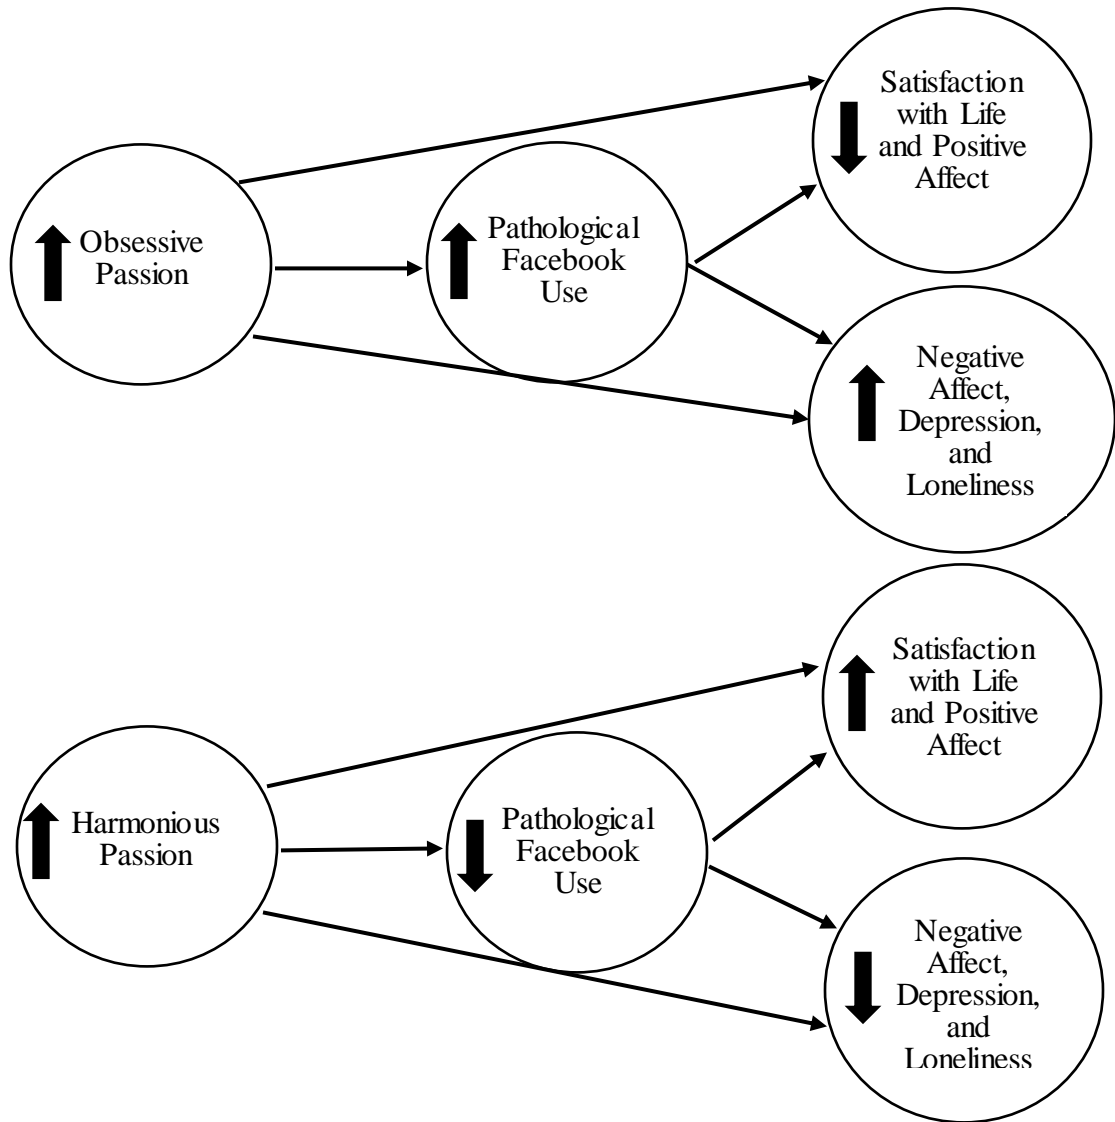 Obsessive
Passion
Pathological
Facebook
Use
Satisfaction
with Life
and Positive
Affect
Negative
Affect,
Depression,
and
Loneliness
Harmonious
Passion
Pathological
Facebook
Use
Satisfaction
with Life
and Positive
Affect
Negative
Affect,
Depression,
and
Loneliness